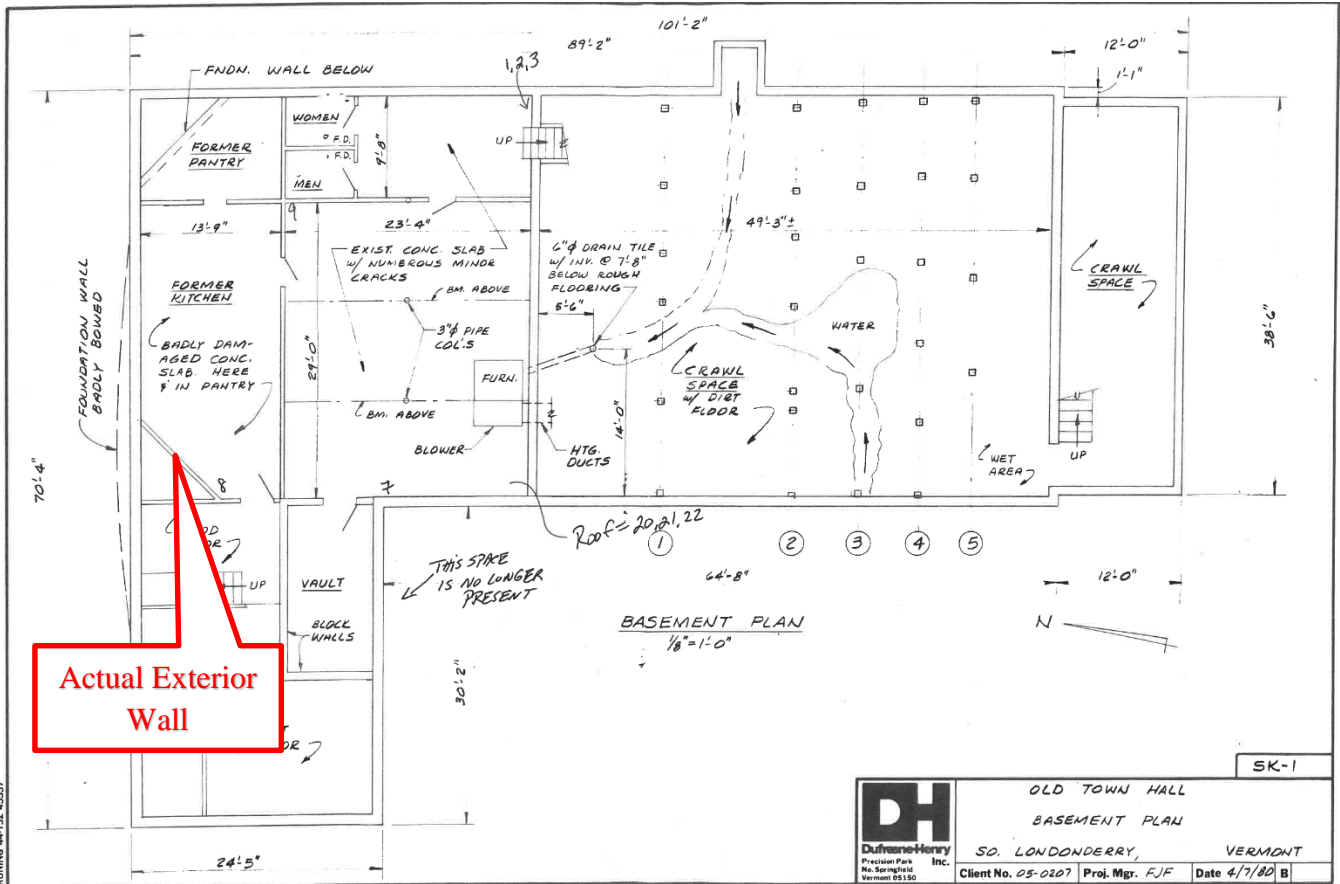 101'-2"
89'-2"
12'-0"
1'-1"
FNDN. WALL BELOW
1,2,3
WOMEN
F.D.
F.D.
MEN
FORMER
PANTRY
9'-8"
UP
2
13'-9"
9
23'-4"
49'-3"±
EXIST. CONC. SLAB
w/ NUMEROUS MINOR
CRACKS
6"φ DRAIN TILE
w/ INV. @ 7'-8"
BELOW ROUGH
FLOORING
5'-6"
CRAWL
SPACE
FORMER
KITCHEN
BM. ABOVE
3"φ PIPE
COL'S
WATER
FOUNDATION WALL
BADLY BOWED
BADLY DAM-
AGED CONC.
SLAB HERE
& IN PANTRY
29'-0"
FURN.
CRAWL
SPACE
w/ DIRT
FLOOR
38'-6"
BM. ABOVE
2
BLOWER
HTG.
DUCTS
14'-0"
WET
AREA
UP
70'-4"
8
7
Roof = 20,21,22
1
2
3
4
5
UP
VAULT
BLOCK
WALLS
THIS SPACE
IS NO LONGER
PRESENT
64'-8"
12'-0"
BASEMENT PLAN
1/8"=1'-0"
N
Actual Exterior
Wall
30'-2"
24'-5"
SK-1
DH
Dufresne-Henry
Inc.
Precision Park
No. Springfield
Vermont 05150
OLD TOWN HALL
BASEMENT PLAN
SO. LONDONDERRY, VERMONT
Client No. 05-0207 Proj. Mgr. FJF Date 4/7/80 B